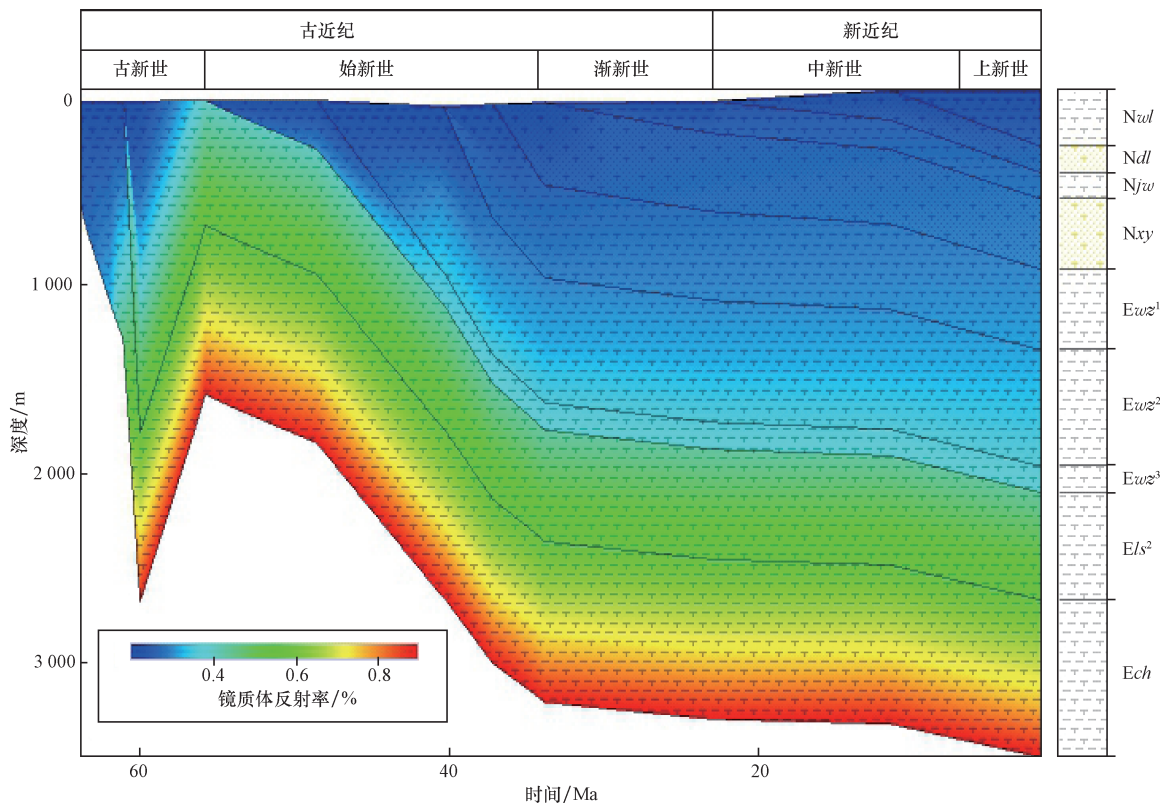 古近纪 新近纪
古新世 始新世 渐新世 中新世 上新世
0
1 000
2 000
3 000
深度/m
Nwl
Ndl
Njw
Nxy
Ewz¹
Ewz²
Ewz³
Els²
Ech
0.4 0.6 0.8
镜质体反射率/%
60 40 20
时间/Ma